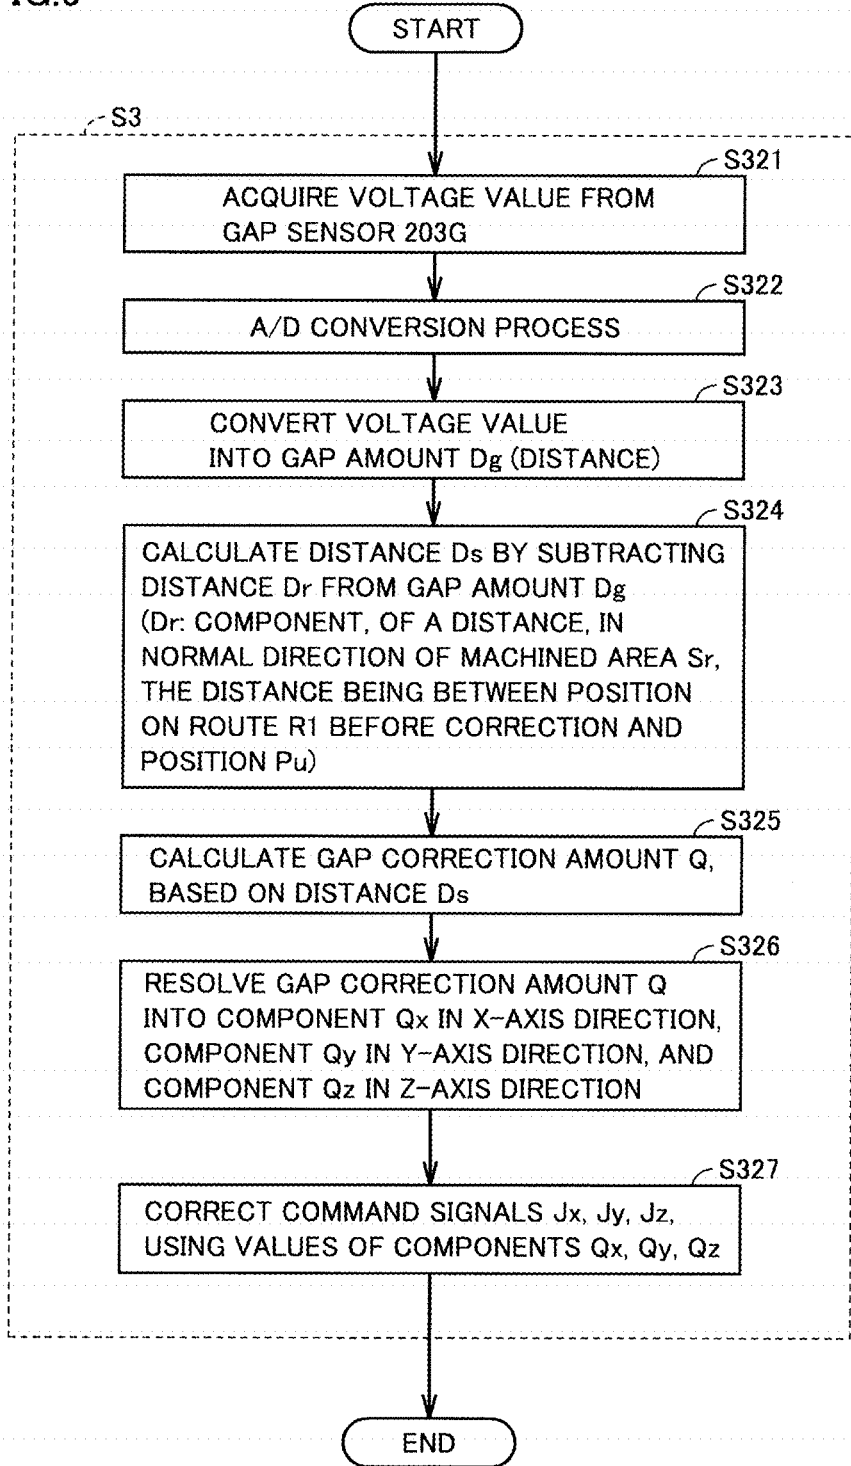 START
S3
S321
ACQUIRE VOLTAGE VALUE FROM
GAP SENSOR 203G
S322
A/D CONVERSION PROCESS
S323
CONVERT VOLTAGE VALUE
INTO GAP AMOUNT Dg (DISTANCE)
S324
CALCULATE DISTANCE Ds BY SUBTRACTING
DISTANCE Dr FROM GAP AMOUNT Dg
(Dr: COMPONENT, OF A DISTANCE, IN
NORMAL DIRECTION OF MACHINED AREA Sr,
THE DISTANCE BEING BETWEEN POSITION
ON ROUTE R1 BEFORE CORRECTION AND
POSITION Pu)
S325
CALCULATE GAP CORRECTION AMOUNT Q,
BASED ON DISTANCE Ds
S326
RESOLVE GAP CORRECTION AMOUNT Q
INTO COMPONENT Qx IN X-AXIS DIRECTION,
COMPONENT Qy IN Y-AXIS DIRECTION, AND
COMPONENT Qz IN Z-AXIS DIRECTION
S327
CORRECT COMMAND SIGNALS Jx, Jy, Jz,
USING VALUES OF COMPONENTS Qx, Qy, Qz
END